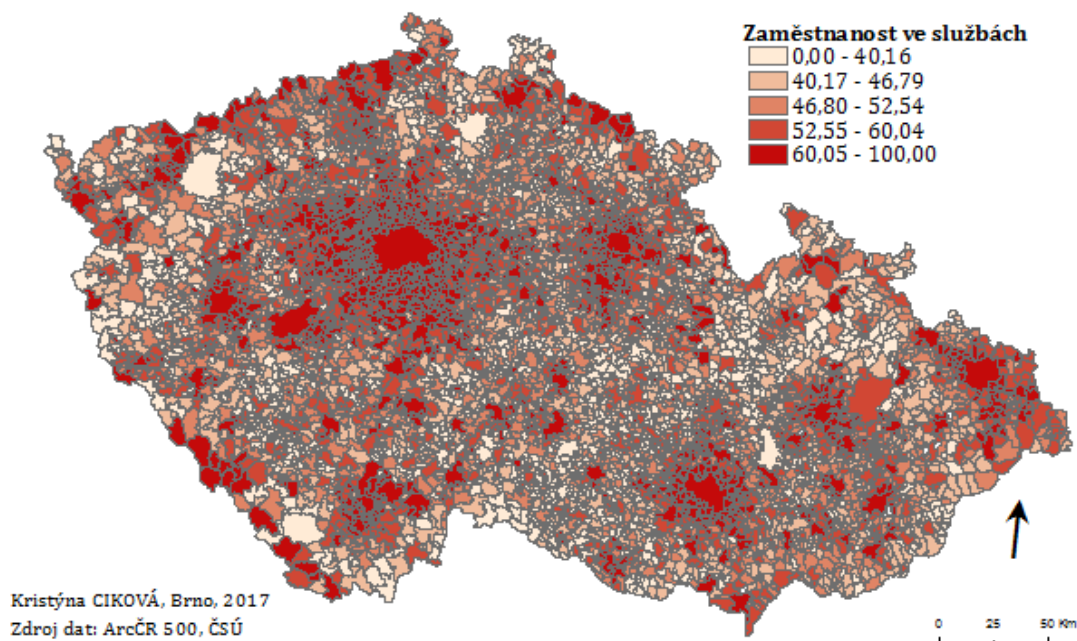 Zaměstnanost ve službách
0,00 - 40,16
40,17 - 46,79
46,80 - 52,54
52,55 - 60,04
60,05 - 100,00
Kristýna CIKOVÁ, Brno, 2017
Zdroj dat: ArcČR 500, ČSÚ
0 25 50 Km